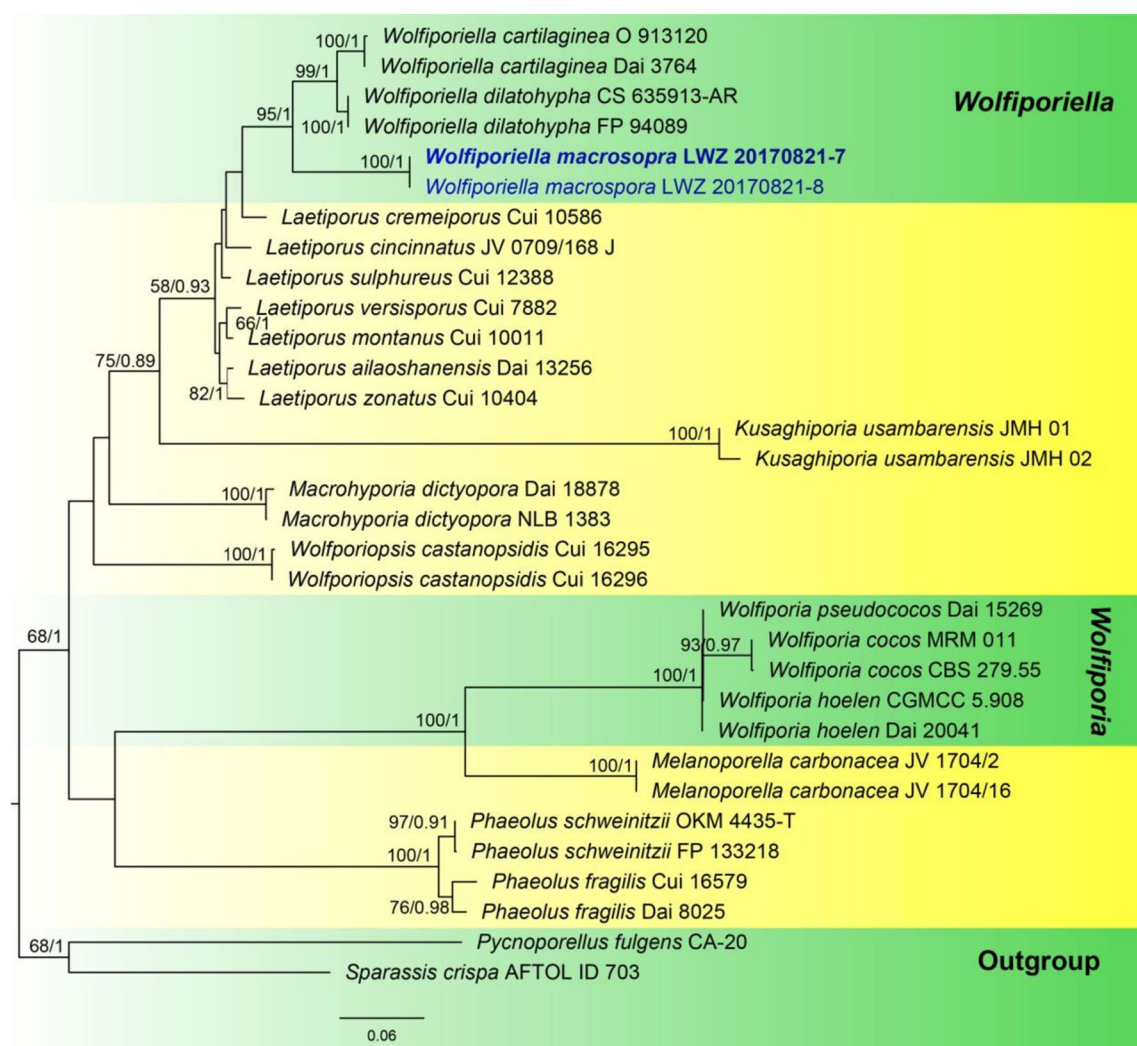 100/1
Wolfiporiella cartilaginea O 913120
Wolfiporiella cartilaginea Dai 3764
99/1
Wolfiporiella dilatohypha CS 635913-AR
Wolfiporiella
95/1
100/1
Wolfiporiella dilatohypha FP 94089
100/1
Wolfiporiella macrosopra LWZ 20170821-7
Wolfiporiella macrospora LWZ 20170821-8
Laetiporus cremeiporus Cui 10586
Laetiporus cincinnatus JV 0709/168 J
Laetiporus sulphureus Cui 12388
58/0.93
Laetiporus versisporus Cui 7882
66/1
Laetiporus montanus Cui 10011
75/0.89
Laetiporus ailaoshanensis Dai 13256
82/1
Laetiporus zonatus Cui 10404
100/1
Kusaghiporia usambarensis JMH 01
Kusaghiporia usambarensis JMH 02
100/1
Macrohyporia dictyopora Dai 18878
Macrohyporia dictyopora NLB 1383
100/1
Wolfporiopsis castanopsidis Cui 16295
Wolfporiopsis castanopsidis Cui 16296
68/1
Wolfiporia pseudococos Dai 15269
93/0.97
Wolfiporia cocos MRM 011
Wolfiporia cocos CBS 279.55
Wolfiporia
100/1
Wolfiporia hoelen CGMCC 5.908
100/1
Wolfiporia hoelen Dai 20041
100/1
Melanoporella carbonacea JV 1704/2
Melanoporella carbonacea JV 1704/16
97/0.91
Phaeolus schweinitzii OKM 4435-T
100/1
Phaeolus schweinitzii FP 133218
Phaeolus fragilis Cui 16579
76/0.98
Phaeolus fragilis Dai 8025
68/1
Pycnoporellus fulgens CA-20
Outgroup
Sparassis crispa AFTOL ID 703
0.06